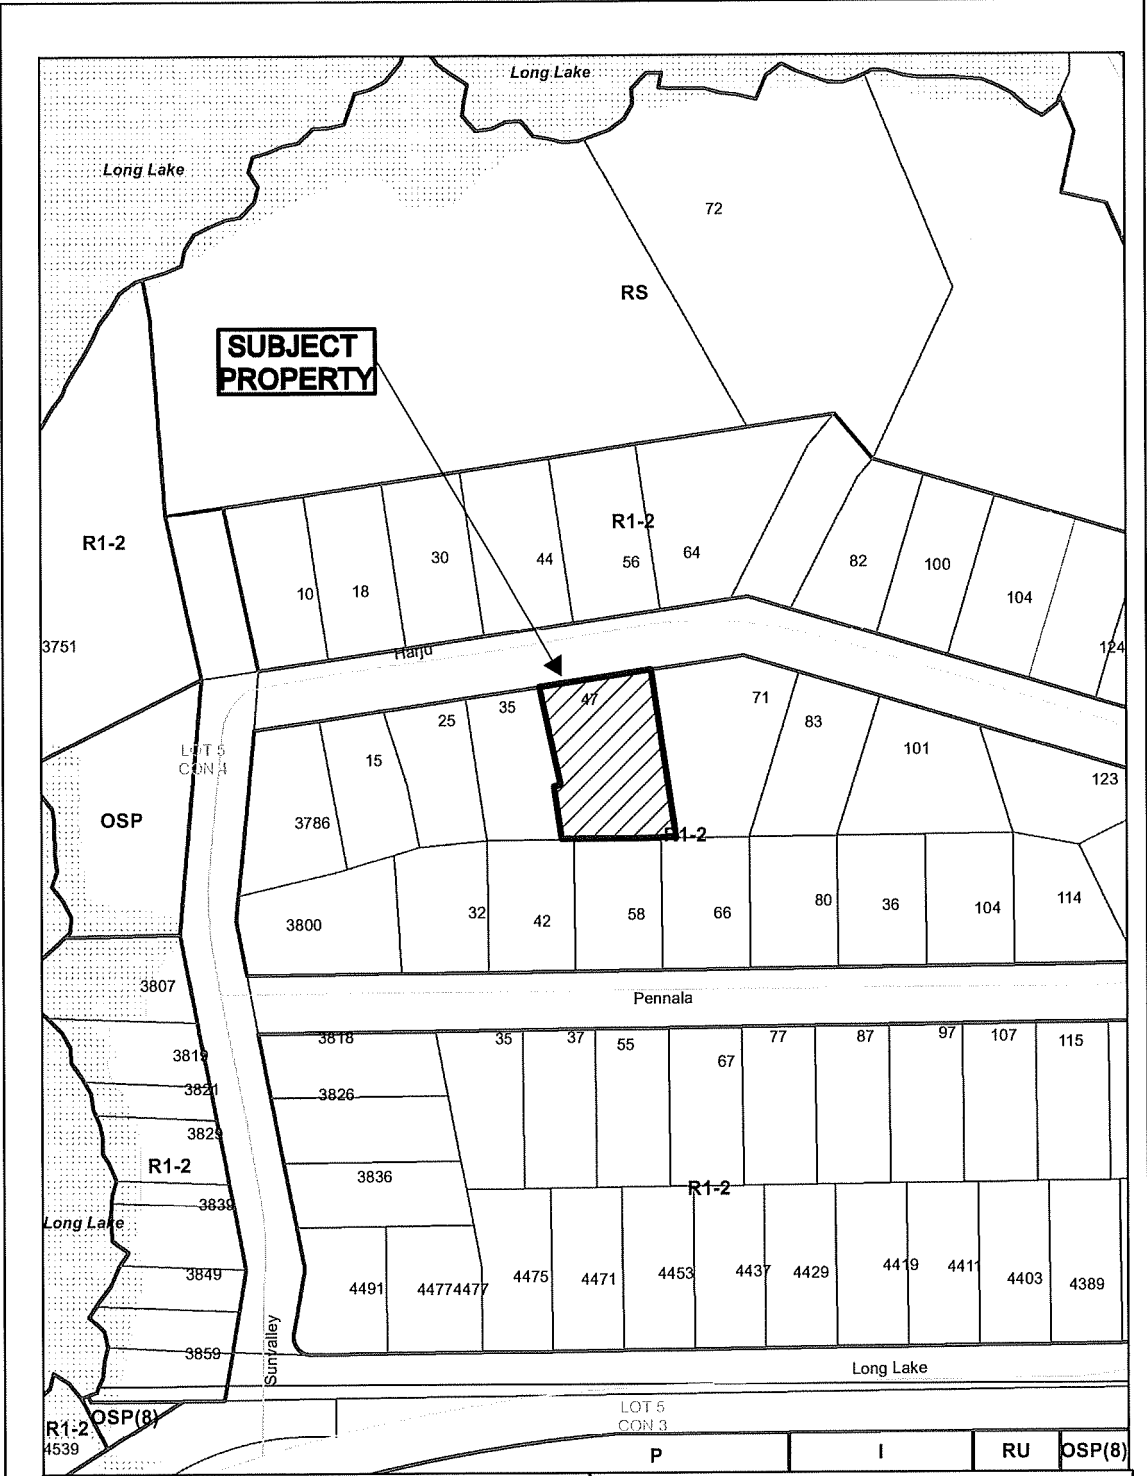 Long Lake
Long Lake
72
RS
SUBJECT
PROPERTY
R1-2
R1-2
30
44
56
64
82
100
10
18
104
3751
Harju
124
47
35
25
71
83
101
15
LOT 5
CON 4
123
OSP
3786
R1-2
32
42
58
66
80
36
104
114
3800
3807
Pennala
3818
35
37
55
77
87
97
107
115
3819
67
3821
3826
3829
R1-2
3836
R1-2
3839
Long Lake
3849
4491
4477
4477
4475
4471
4453
4437
4429
4419
4411
4403
4389
3859
Sunvalley
Long Lake
OSP(8)
LOT 5
CON 3
R1-2
4539
P
I
RU
OSP(8)